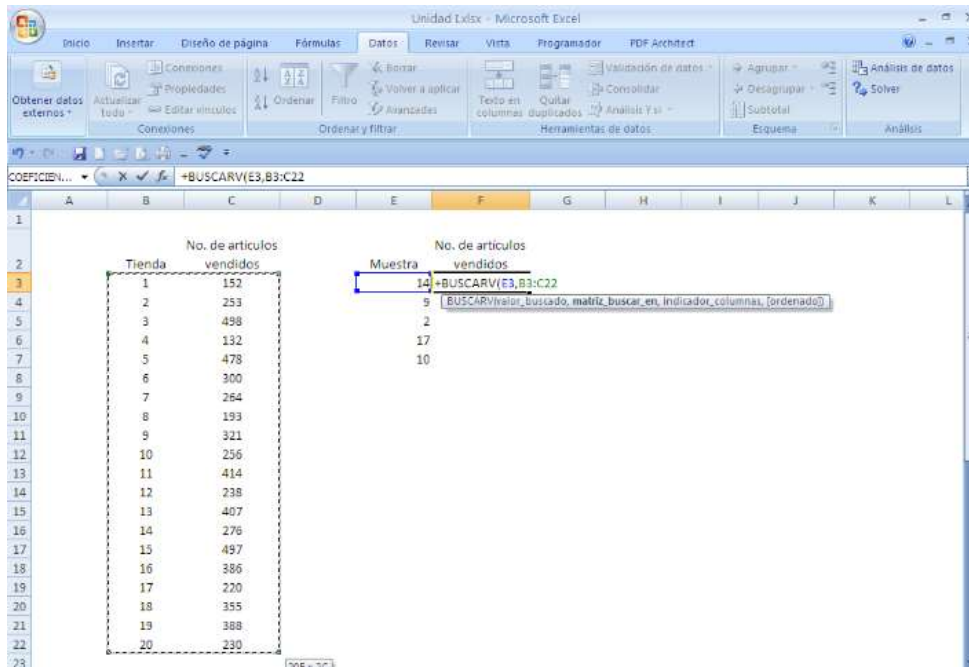 Unidad I.xlsx - Microsoft Excel
Inicio Insertar Diseño de página Fórmulas Datos Revisar Vista Programador PDF Architect
Obtener datos externos
Actualizar todo
Conexiones
Propiedades
Editar vínculos
Conexiones
Ordenar
Filtro
Borrar
Volver a aplicar
Avanzadas
Ordenar y filtrar
Texto en columnas
Quitar duplicados
Validación de datos
Consolidar
Análisis Y si
Herramientas de datos
Agrupar
Desagrupar
Subtotal
Esquema
Análisis de datos
Solver
Análisis
COEFICIEN... fx +BUSCARV(E3,B3:C22
A B C D E F G H I J K L
1
No. de articulos No. de articulos
2 Tienda vendidos Muestra vendidos
3 1 152 14 +BUSCARV(E3,B3:C22
4 2 253 9 BUSCARV(valor_buscado, matriz_buscar_en, indicador_columnas, [ordenado])
5 3 498 2
6 4 132 17
7 5 478 10
8 6 300
9 7 264
10 8 193
11 9 321
12 10 256
13 11 414
14 12 238
15 13 407
16 14 276
17 15 497
18 16 386
19 17 220
20 18 355
21 19 388
22 20 230
23